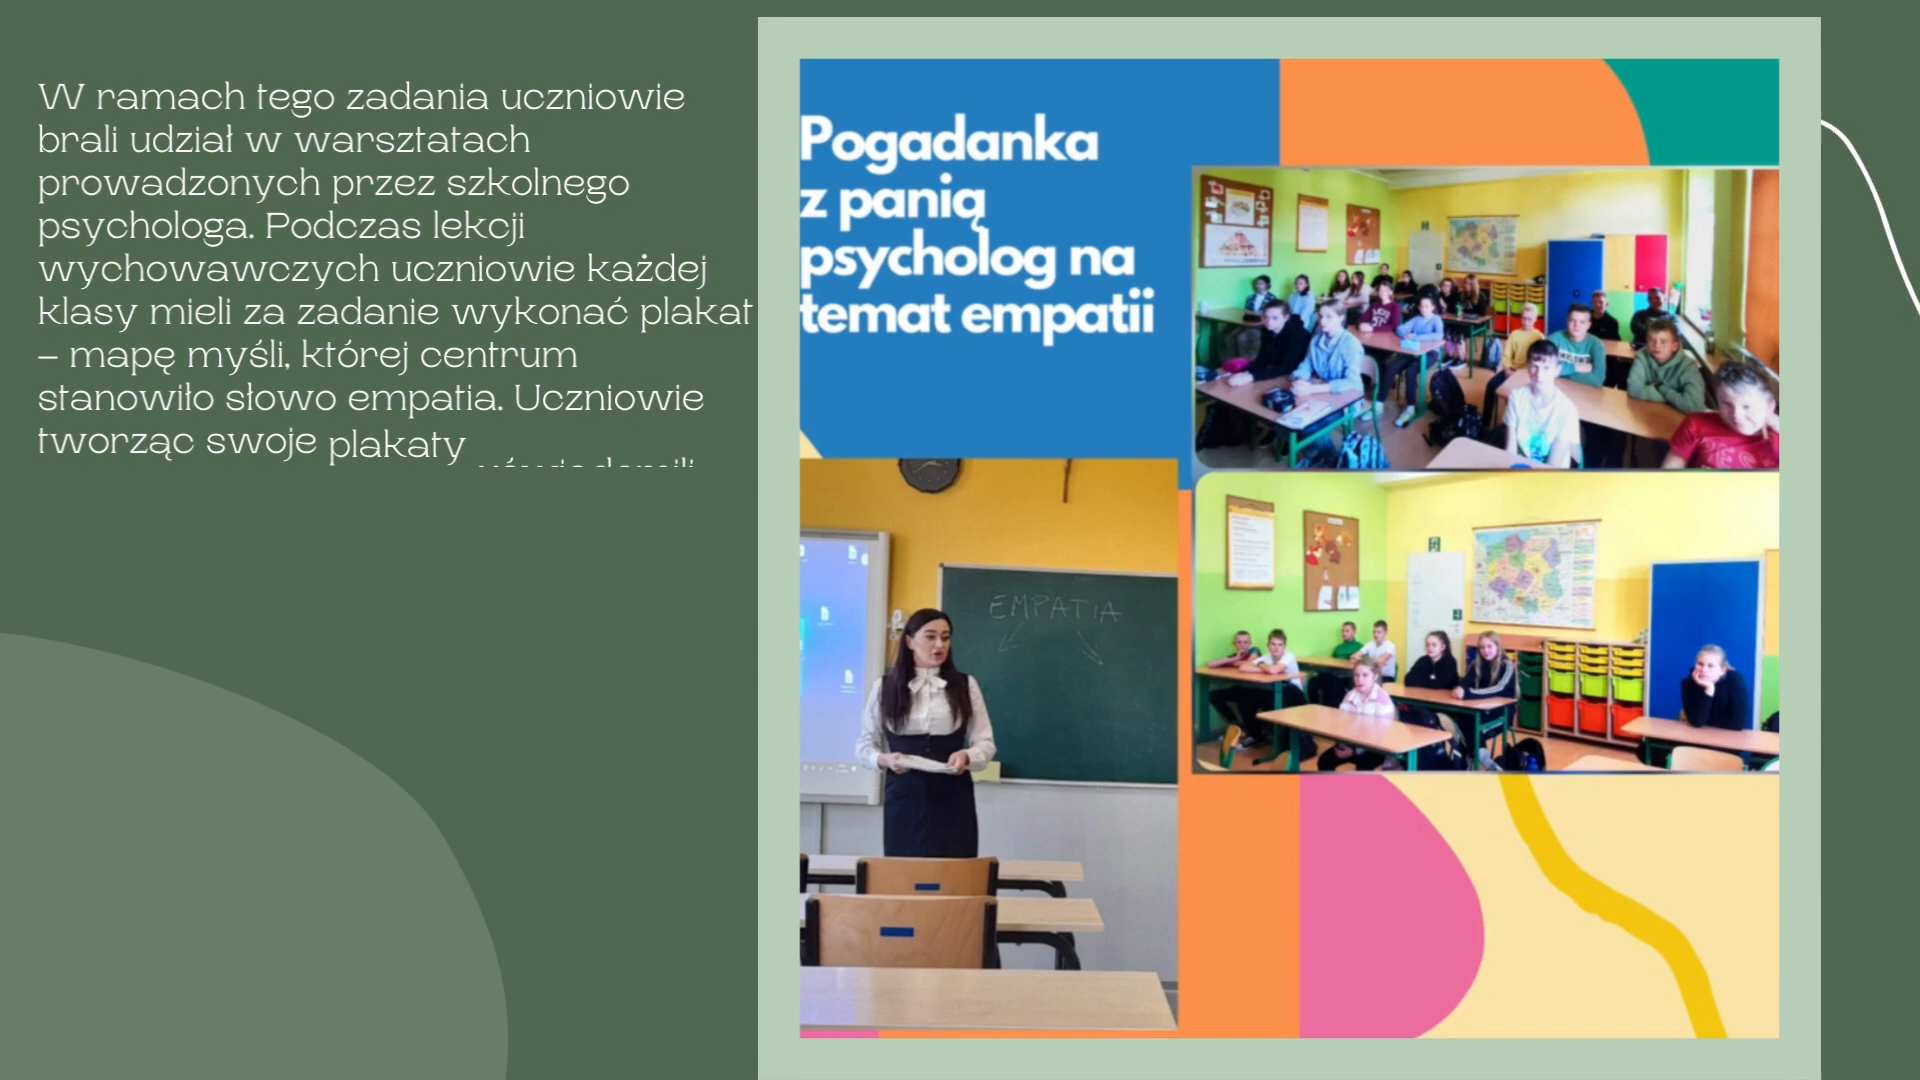 W ramach tego zadania uczniowie
brali udział w warsztatach
prowadzonych przez szkolnego
psychologa. Podczas lekcji
wychowawczych uczniowie każdej
klasy mieli za zadanie wykonać plakat
– mapę myśli, której centrum
stanowiło słowo empatia. Uczniowie
tworząc swoje plakaty
Pogadanka
z panią
psycholog na
temat empatii
EMPATIA